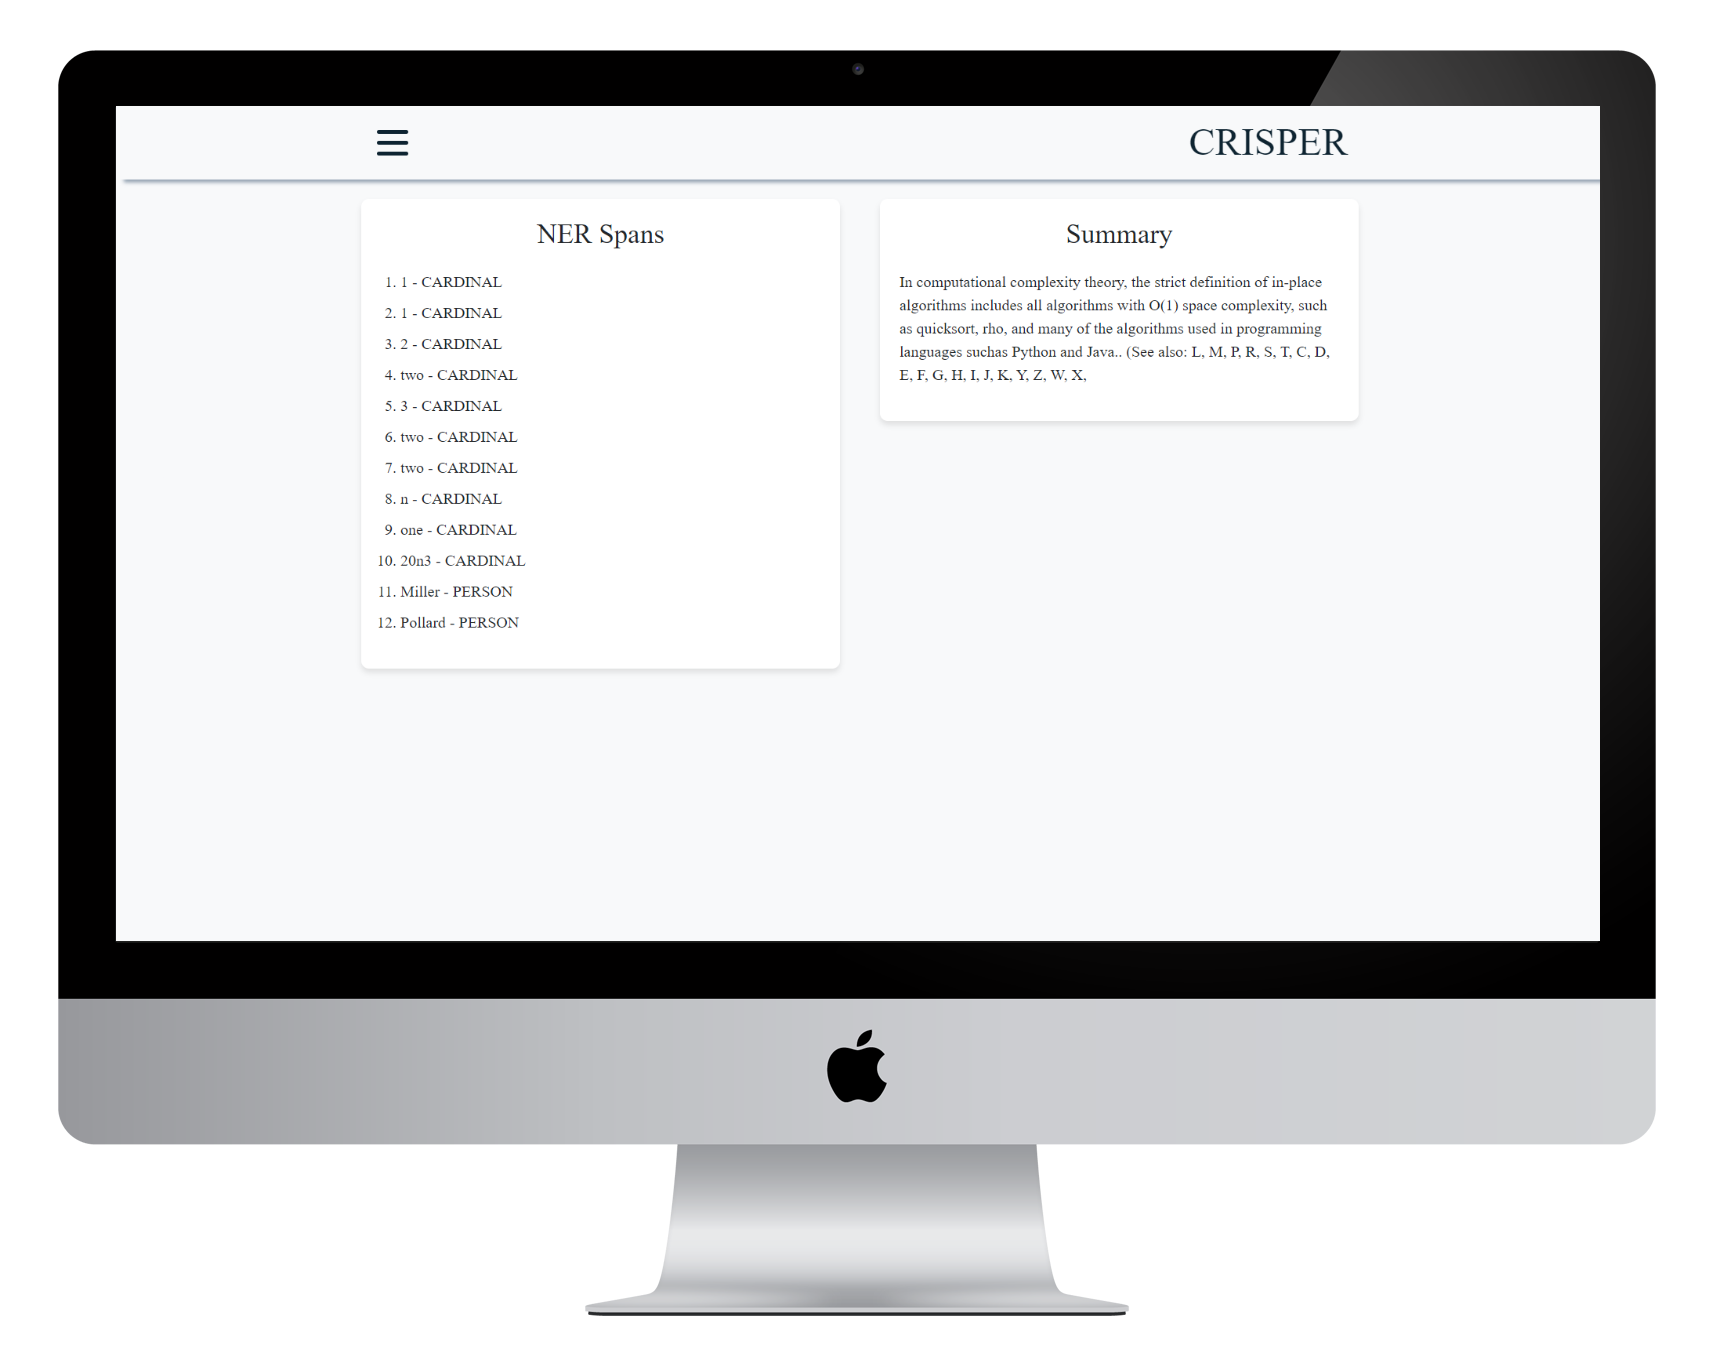 CRISPER
NER Spans
1. 1 - CARDINAL
2. 1 - CARDINAL
3. 2 - CARDINAL
4. two - CARDINAL
5. 3 - CARDINAL
6. two - CARDINAL
7. two - CARDINAL
8. n - CARDINAL
9. one - CARDINAL
10. 20n3 - CARDINAL
11. Miller - PERSON
12. Pollard - PERSON
Summary
In computational complexity theory, the strict definition of in-place
algorithms includes all algorithms with O(1) space complexity, such
as quicksort, rho, and many of the algorithms used in programming
languages suchas Python and Java.. (See also: L, M, P, R, S, T, C, D,
E, F, G, H, I, J, K, Y, Z, W, X,